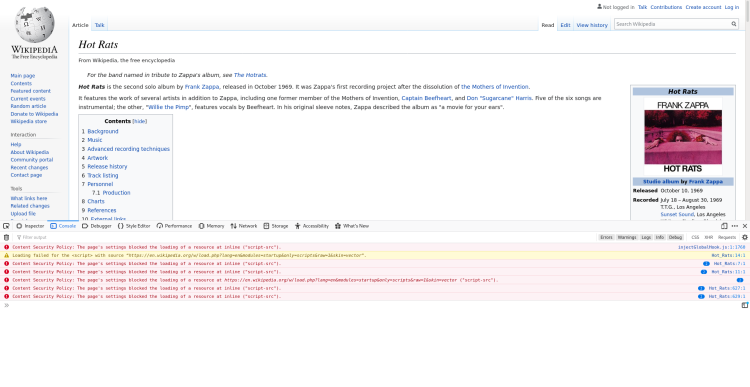 Not logged in Talk Contributions Create account Log in
Article Talk Read Edit View history Search Wikipedia
WIKIPEDIA
The Free Encyclopedia
Main page
Contents
Featured content
Current events
Random article
Donate to Wikipedia
Wikipedia store
Interaction
Help
About Wikipedia
Community portal
Recent changes
Contact page
Tools
What links here
Related changes
Upload file
Hot Rats
From Wikipedia, the free encyclopedia
For the band named in tribute to Zappa's album, see The Hotrats.
Hot Rats is the second solo album by Frank Zappa, released in October 1969. It was Zappa's first recording project after the dissolution of the Mothers of Invention.
It features the work of several artists in addition to Zappa, including one former member of the Mothers of Invention, Captain Beefheart, and Don "Sugarcane" Harris. Five of the six songs are
instrumental; the other, "Willie the Pimp", features vocals by Beefheart. In his original sleeve notes, Zappa described the album as "a movie for your ears".
Contents [hide]
1 Background
2 Music
3 Advanced recording techniques
4 Artwork
5 Release history
6 Track listing
7 Personnel
7.1 Production
8 Charts
9 References
10 External links
Hot Rats
FRANK ZAPPA
HOT RATS
Studio album by Frank Zappa
Released October 10, 1969
Recorded July 18 – August 30, 1969
T.T.G., Los Angeles
Sunset Sound, Los Angeles
Inspector Console Debugger {} Style Editor Performance Memory Network Storage Accessibility What's New
Filter output Errors Warnings Logs Info Debug CSS XHR Requests
Content Security Policy: The page's settings blocked the loading of a resource at inline ("script-src"). injectGlobalHook.js:1:1760
Loading failed for the <script> with source "https://en.wikipedia.org/w/load.php?lang=en&modules=startup&only=scripts&raw=1&skin=vector". Hot_Rats:14:1
Content Security Policy: The page's settings blocked the loading of a resource at inline ("script-src"). 2 Hot_Rats:7:1
Content Security Policy: The page's settings blocked the loading of a resource at inline ("script-src"). 2 Hot_Rats:11:1
Content Security Policy: The page's settings blocked the loading of a resource at https://en.wikipedia.org/w/load.php?lang=en&modules=startup&only=scripts&raw=1&skin=vector ("script-src"). 2
Content Security Policy: The page's settings blocked the loading of a resource at inline ("script-src"). 2 Hot_Rats:627:1
Content Security Policy: The page's settings blocked the loading of a resource at inline ("script-src"). 2 Hot_Rats:628:1